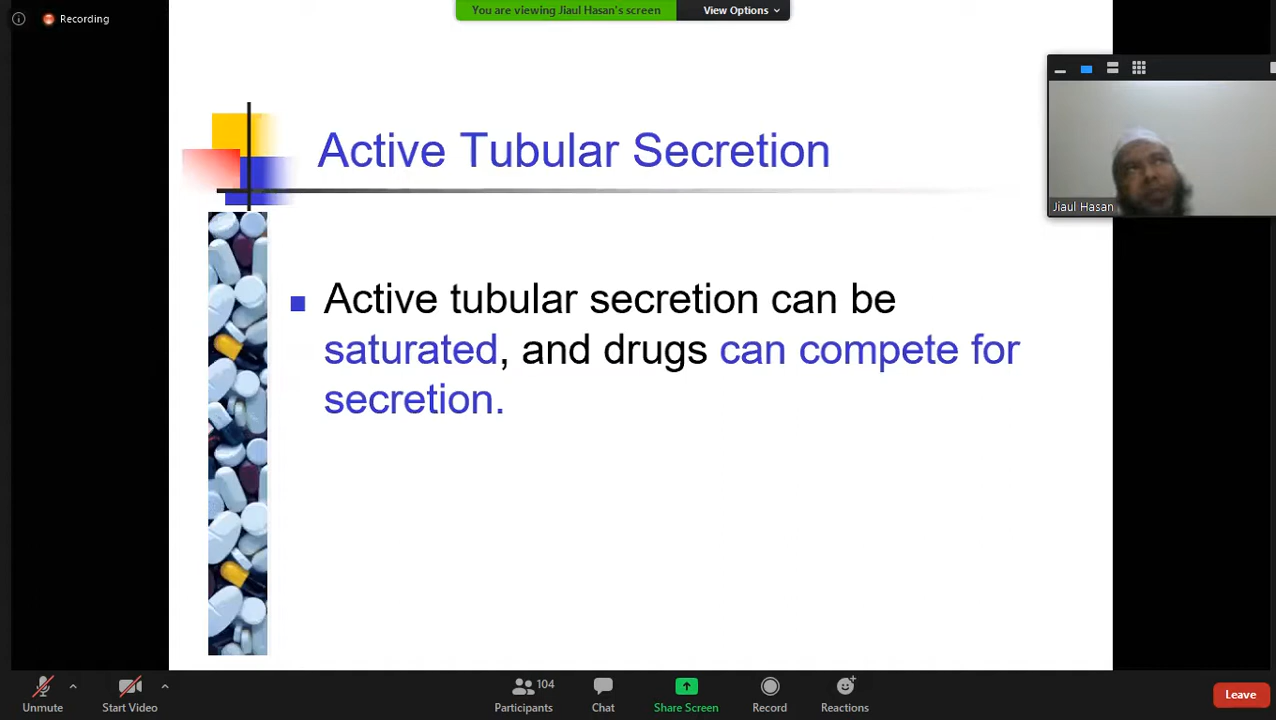 Recording
You are viewing Jiaul Hasan's screen
View Options
Active Tubular Secretion
Jiaul Hasan
Active tubular secretion can be
saturated, and drugs can compete for
secretion.
Unmute
Start Video
104
Participants
Chat
Share Screen
Record
Reactions
Leave